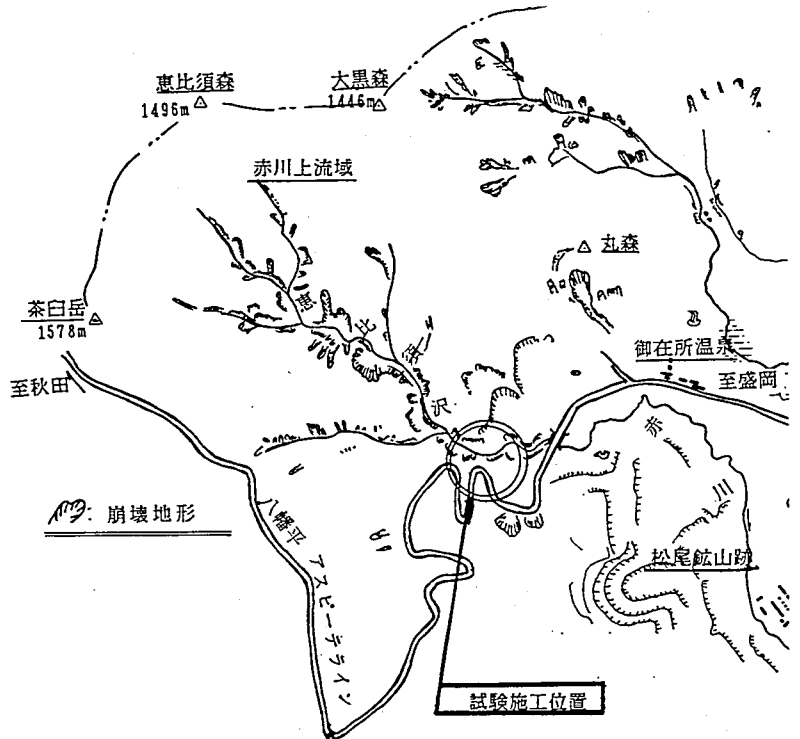 恵比須森
1496m
大黒森
1446m
赤川上流域
丸森
茶臼岳
1578m
恵比須沢
御在所温泉
至秋田
至盛岡
赤川
崩壊地形
八幡平 アスピーテライン
松尾鉱山跡
試験施工位置